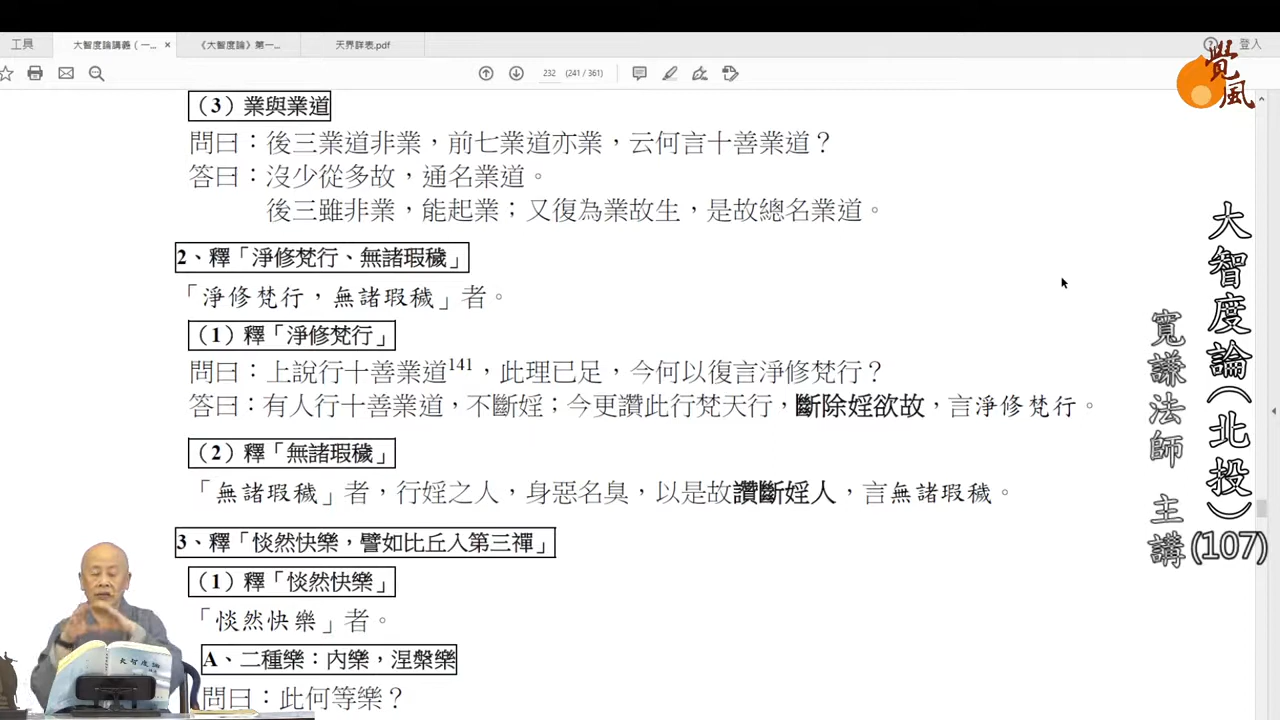 工具
大智度論講義（一... ×
《大智度論》第一...
天界詳表.pdf
登入
232 (241 / 361)
覺風
（3）業與業道
問曰：後三業道非業，前七業道亦業，云何言十善業道？
答曰：沒少從多故，通名業道。
後三雖非業，能起業；又復為業故生，是故總名業道。
2、釋「淨修梵行、無諸瑕穢」
「淨修梵行，無諸瑕穢」者。
（1）釋「淨修梵行」
問曰：上說行十善業道141，此理已足，今何以復言淨修梵行？
答曰：有人行十善業道，不斷婬；今更讚此行梵天行，斷除婬欲故，言淨修梵行。
（2）釋「無諸瑕穢」
「無諸瑕穢」者，行婬之人，身惡名臭，以是故讚斷婬人，言無諸瑕穢。
3、釋「惔然快樂，譬如比丘入第三禪」
（1）釋「惔然快樂」
「惔然快樂」者。
A、二種樂：內樂，涅槃樂
問曰：此何等樂？
大智度論（北投）(107)
寬謙法師 主講
大智度論